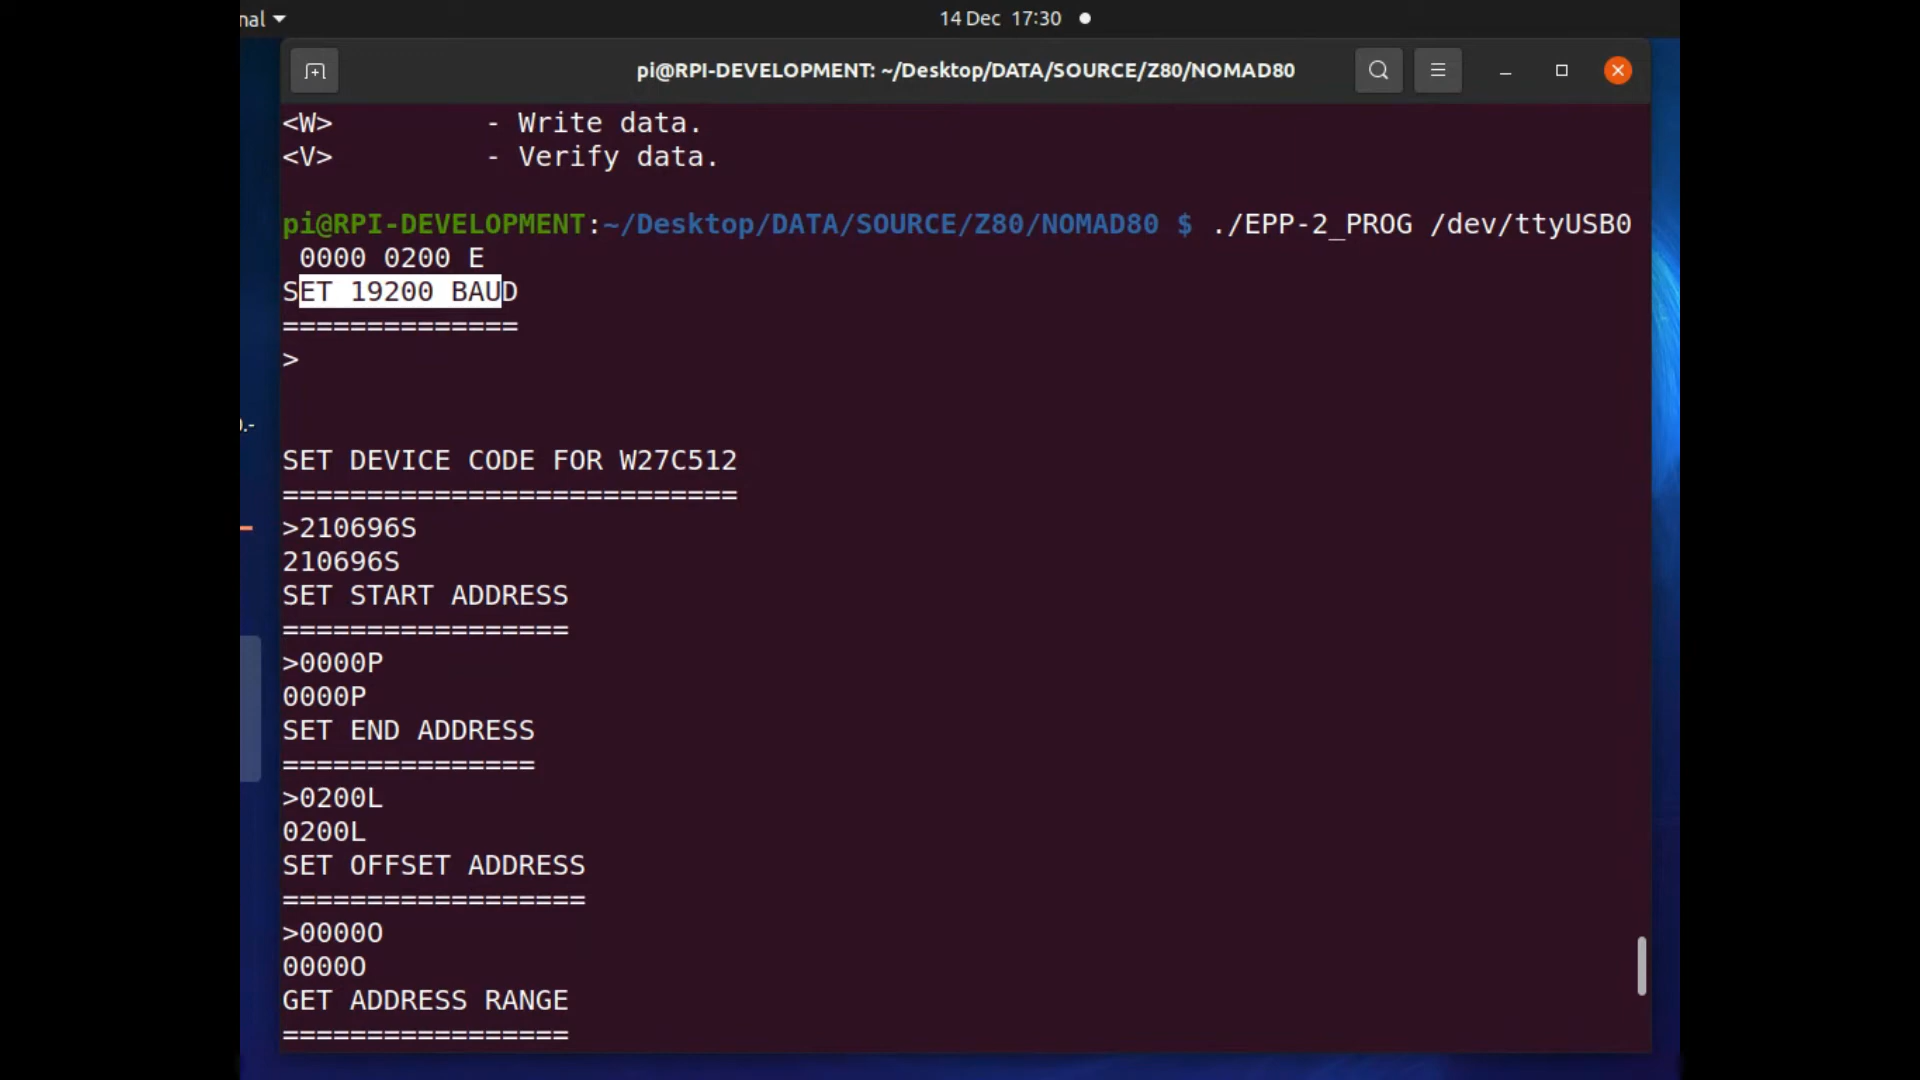 nal
14 Dec 17:30
pi@RPI-DEVELOPMENT: ~/Desktop/DATA/SOURCE/Z80/NOMAD80
<W> - Write data.
<V> - Verify data.
pi@RPI-DEVELOPMENT:~/Desktop/DATA/SOURCE/Z80/NOMAD80 $ ./EPP-2_PROG /dev/ttyUSB0
0000 0200 E
SET 19200 BAUD
==============
>
SET DEVICE CODE FOR W27C512
===========================
>210696S
210696S
SET START ADDRESS
=================
>0000P
0000P
SET END ADDRESS
===============
>0200L
0200L
SET OFFSET ADDRESS
==================
>0000O
0000O
GET ADDRESS RANGE
=================